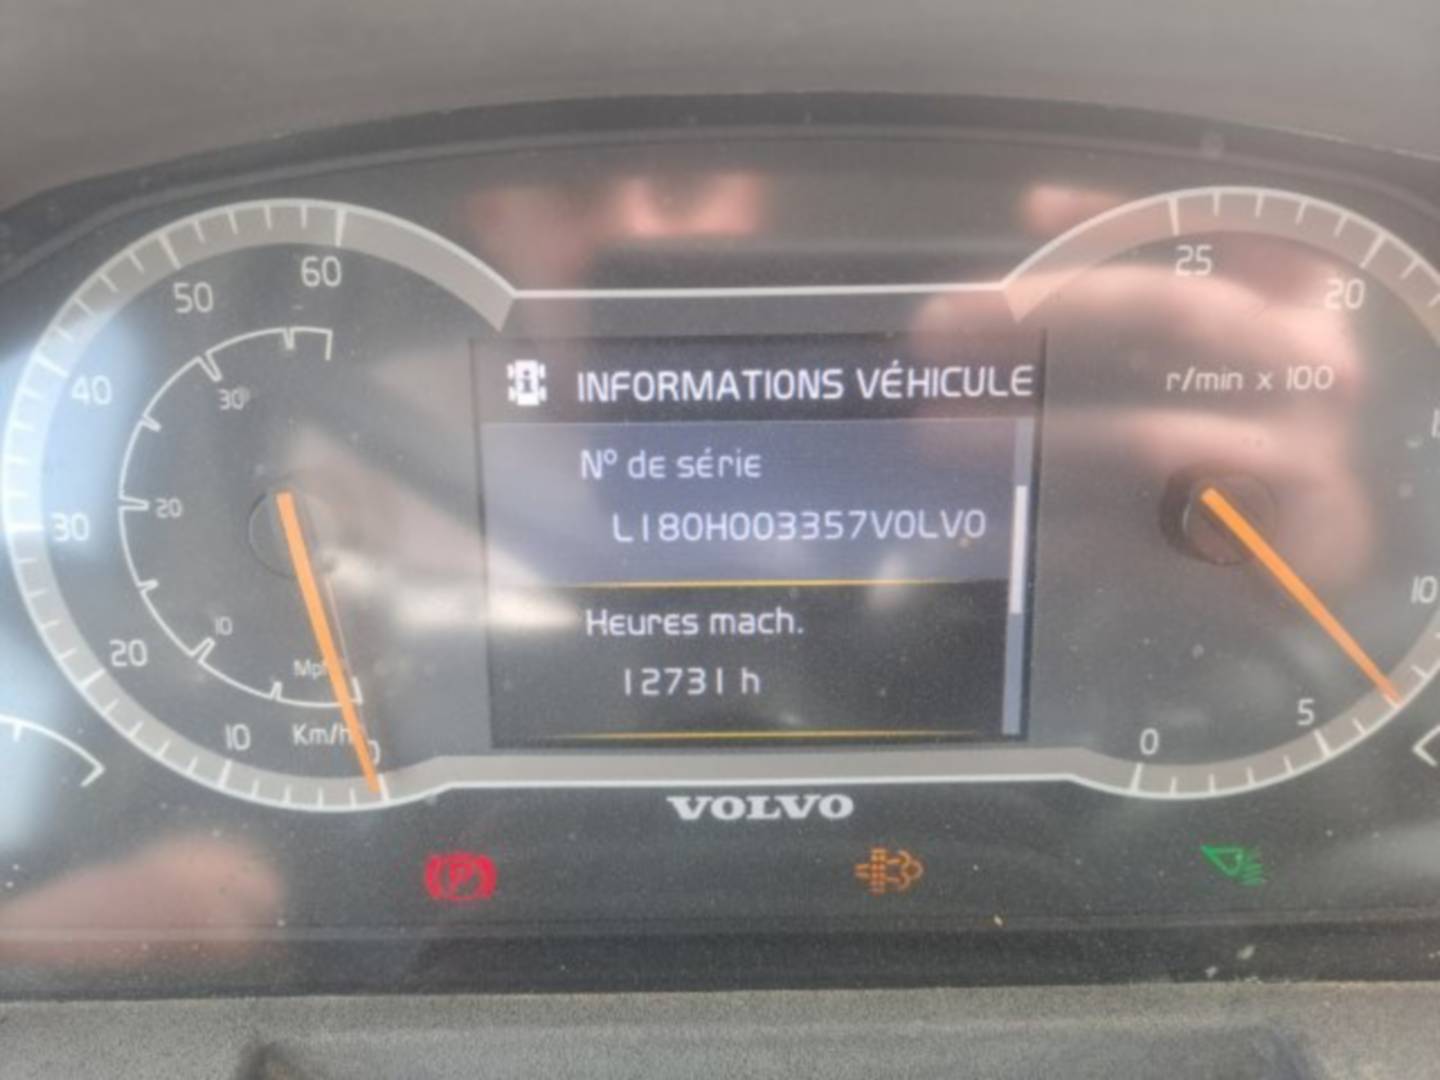 60
25
50
20
40
30
r/min x 100
INFORMATIONS VÉHICULE
N° de série
L180H003357VOLVO
20
30
10
Heures mach.
12731 h
10
20
Km/h
10
0
5
0
VOLVO
P